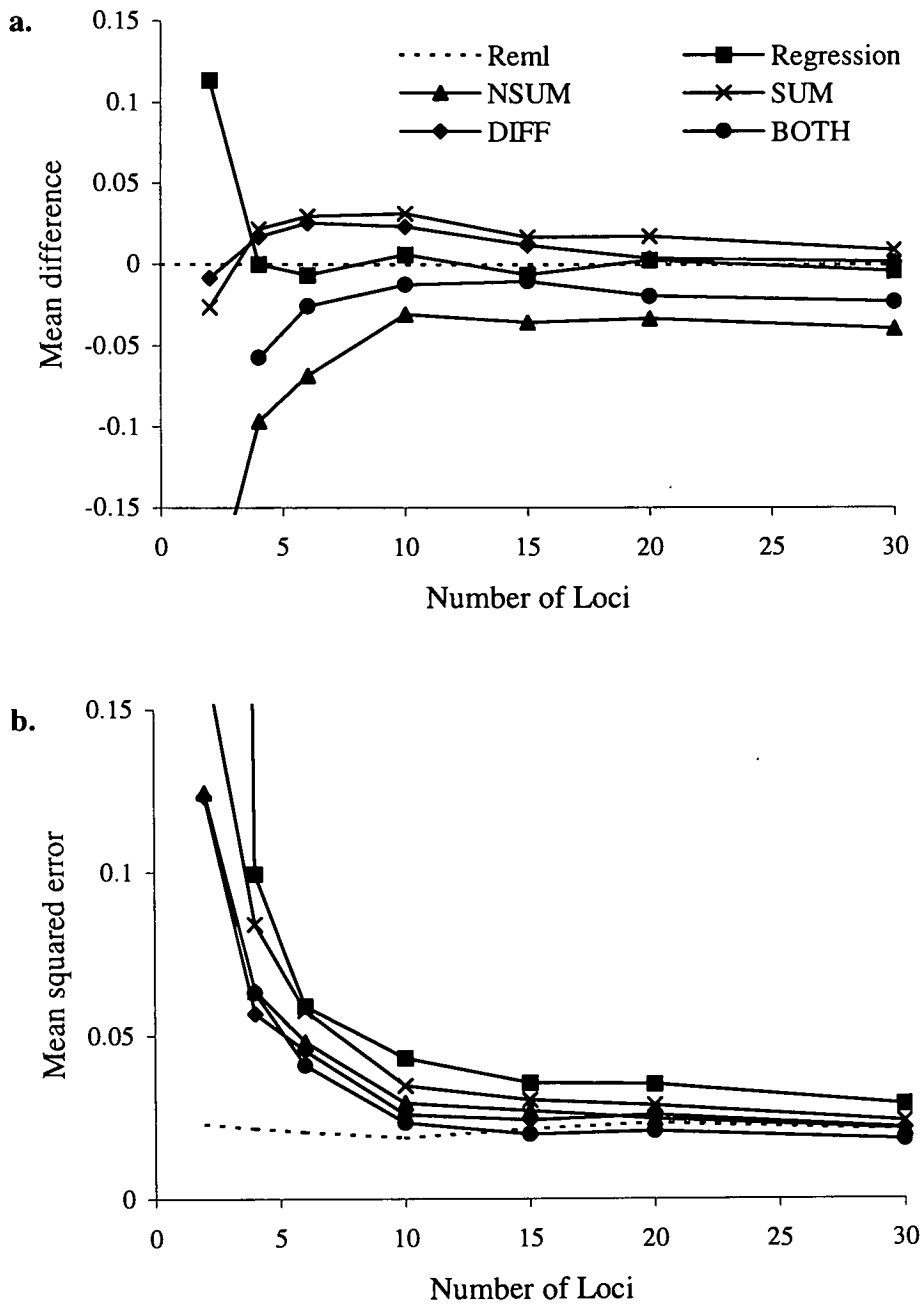 a.
0.15
0.1
0.05
0
-0.05
-0.1
-0.15
Mean difference
Reml
Regression
NSUM
SUM
DIFF
BOTH
0 5 10 15 20 25 30
Number of Loci
b.
0.15
0.1
0.05
0
Mean squared error
0 5 10 15 20 25 30
Number of Loci